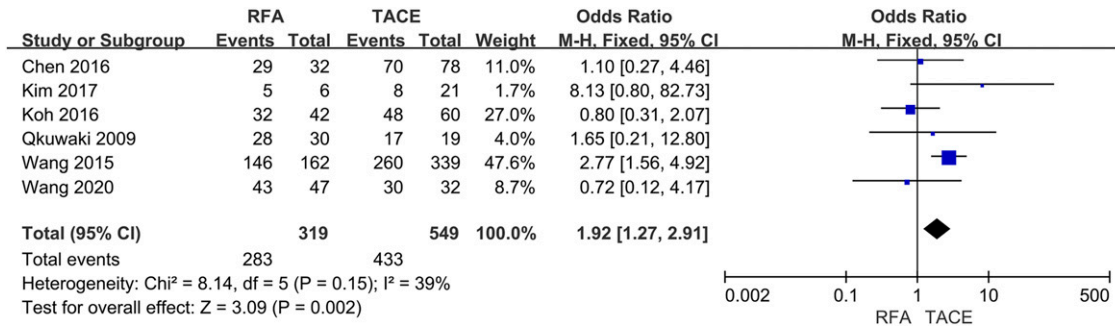 RFA TACE Odds Ratio Odds Ratio
Study or Subgroup Events Total Events Total Weight M-H, Fixed, 95% CI M-H, Fixed, 95% CI
Chen 2016 29 32 70 78 11.0% 1.10 [0.27, 4.46]
Kim 2017 5 6 8 21 1.7% 8.13 [0.80, 82.73]
Koh 2016 32 42 48 60 27.0% 0.80 [0.31, 2.07]
Qkuwaki 2009 28 30 17 19 4.0% 1.65 [0.21, 12.80]
Wang 2015 146 162 260 339 47.6% 2.77 [1.56, 4.92]
Wang 2020 43 47 30 32 8.7% 0.72 [0.12, 4.17]
Total (95% CI) 319 549 100.0% 1.92 [1.27, 2.91]
Total events 283 433
Heterogeneity: Chi² = 8.14, df = 5 (P = 0.15); I² = 39%
Test for overall effect: Z = 3.09 (P = 0.002)
0.002 0.1 1 10 500
RFA TACE